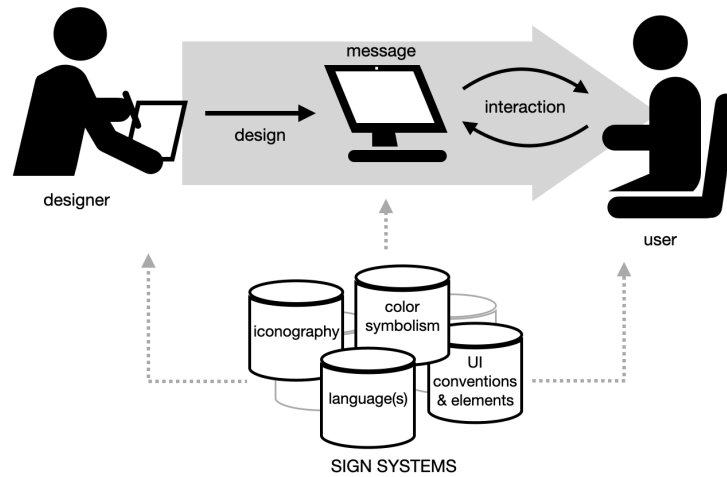 message
design
interaction
designer
user
iconography
color
symbolism
language(s)
UI
conventions
& elements
SIGN SYSTEMS